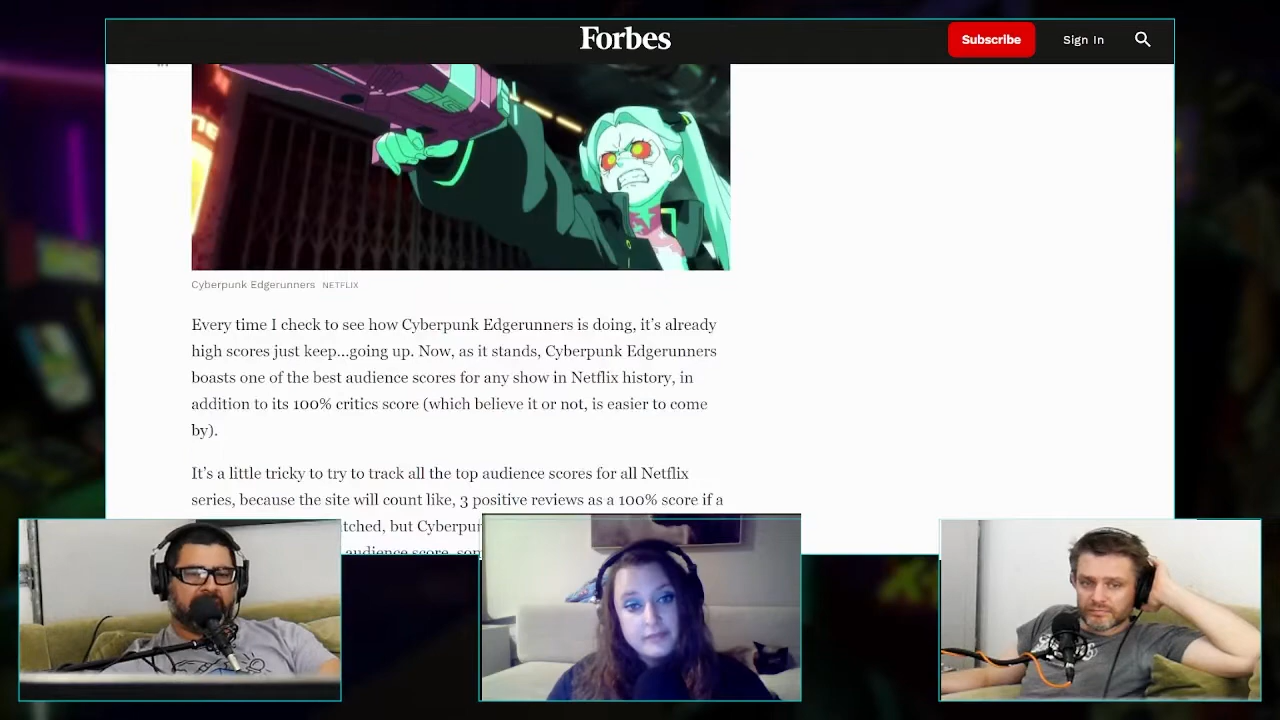 Forbes
Subscribe
Sign In
Cyberpunk Edgerunners NETFLIX
Every time I check to see how Cyberpunk Edgerunners is doing, it's already
high scores just keep...going up. Now, as it stands, Cyberpunk Edgerunners
boasts one of the best audience scores for any show in Netflix history, in
addition to its 100% critics score (which believe it or not, is easier to come
by).
It's a little tricky to try to track all the top audience scores for all Netflix
series, because the site will count like, 3 positive reviews as a 100% score if a
tched, but Cyberpun
audience score, som